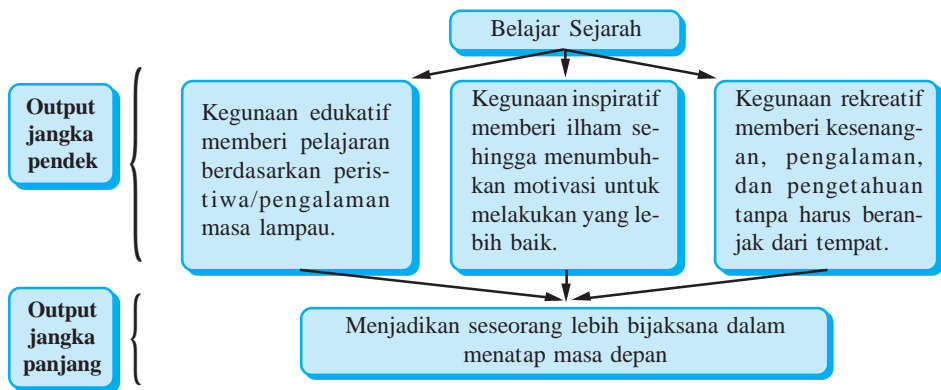 Belajar Sejarah
Output
jangka
pendek
Kegunaan edukatif
memberi pelajaran
berdasarkan peris-
tiwa/pengalaman
masa lampau.
Kegunaan inspiratif
memberi ilham se-
hingga menumbuh-
kan motivasi untuk
melakukan yang le-
bih baik.
Kegunaan rekreatif
memberi kesenang-
an, pengalaman,
dan pengetahuan
tanpa harus beran-
jak dari tempat.
Output
jangka
panjang
Menjadikan seseorang lebih bijaksana dalam
menatap masa depan